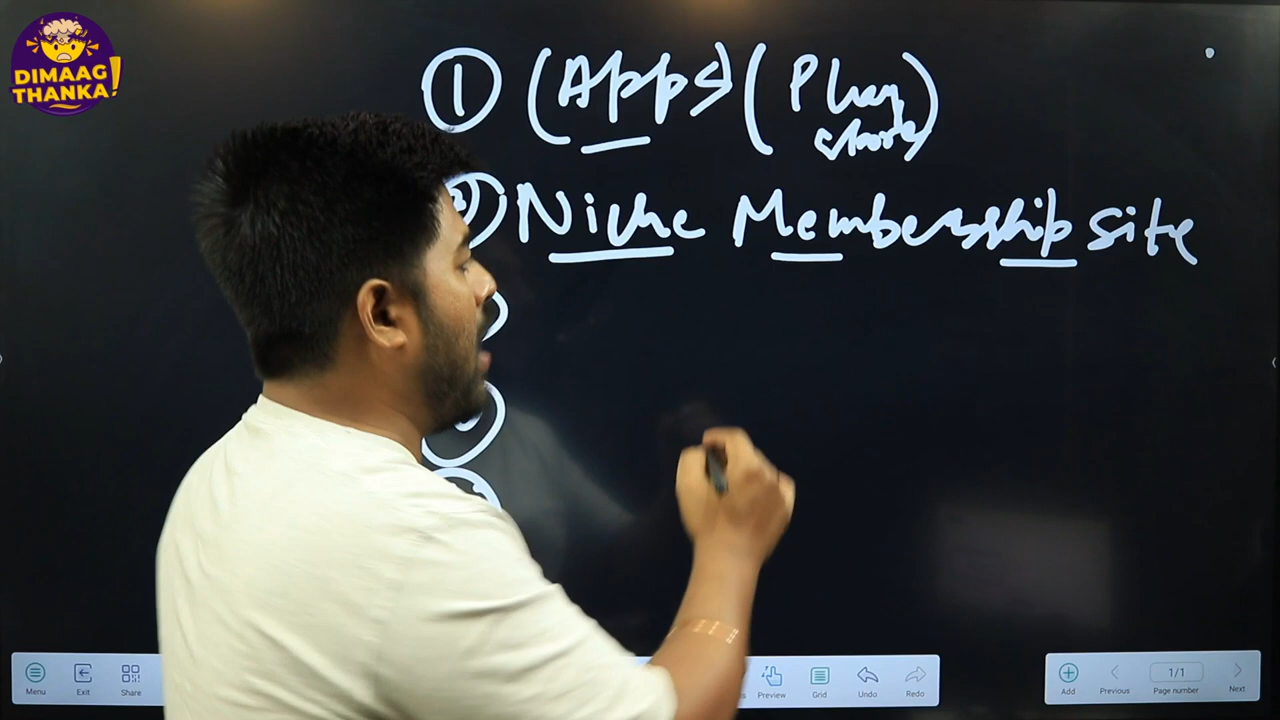 DIMAAG
THANKA!
1 (Apps) (Play
store)
2 Niche Membership site
Menu
Exit
Share
Preview
Grid
Undo
Redo
Add
Previous
1/1
Page number
Next